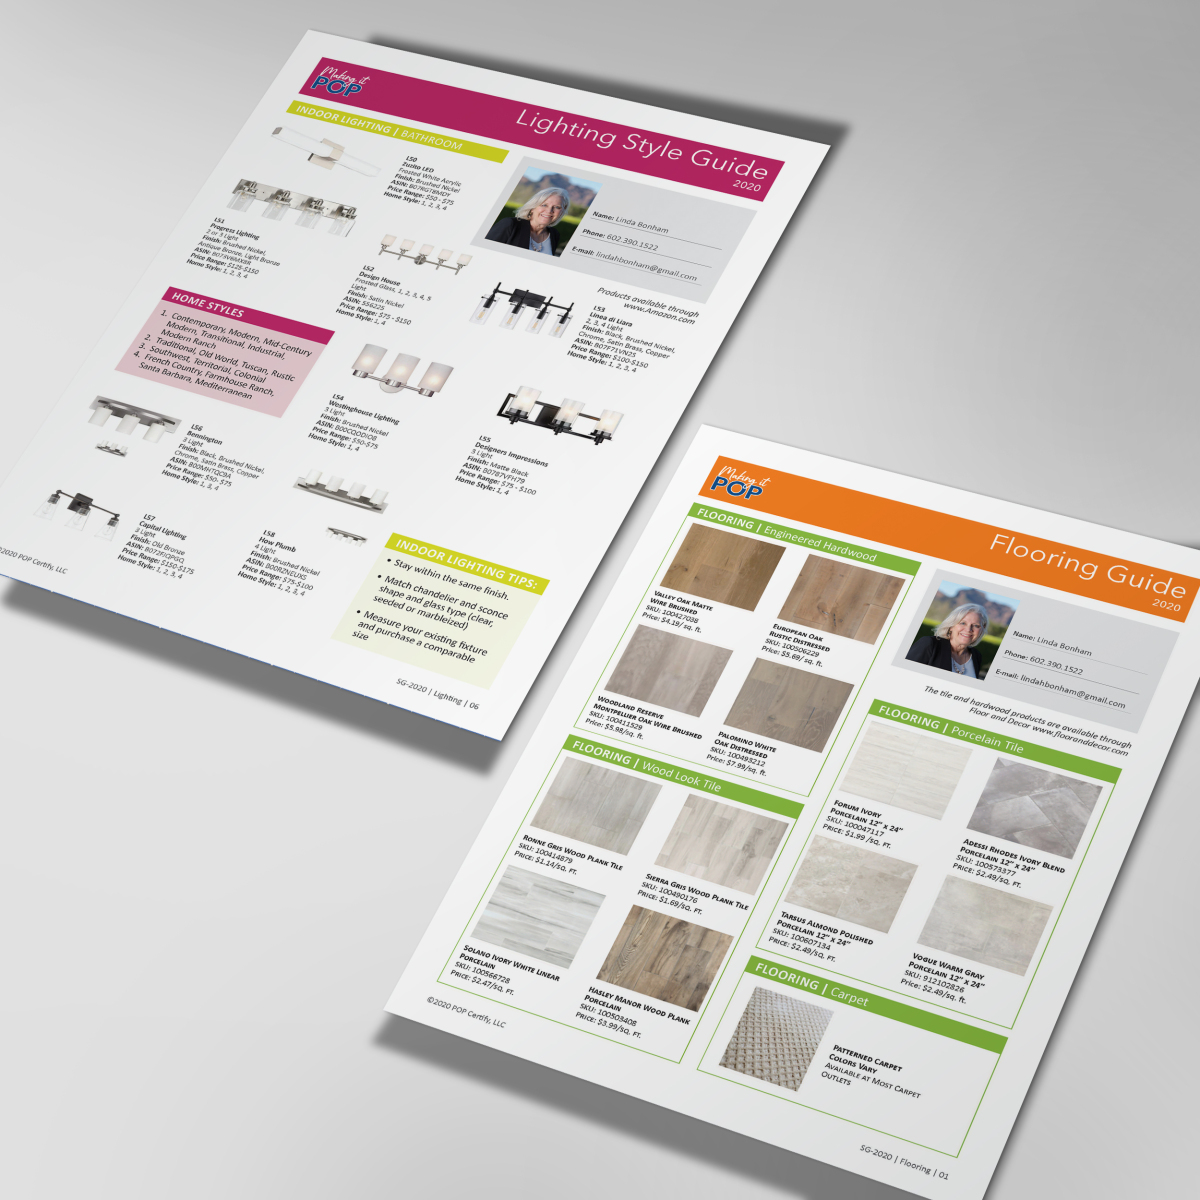 Making it
POP
Lighting Style Guide
2020
INDOOR LIGHTING | BATHROOM
LS0
Zuzito LED
Frosted White Acrylic
Finish: Brushed Nickel
Price Range: $50 - $75
Home Style: 1, 2, 3, 4
Name: Linda Bonham
Phone: 602.390.1522
E-mail: lindahbonham@gmail.com
Products available through
www.Amazon.com
LS1
Progress Lighting
2 or 3 Light
Finish: Brushed Nickel,
Antique Bronze, Light Bronze
Price Range: $125-$150
Home Style: 1, 2, 3, 4
LS2
Design House
Frosted Glass, 1, 2, 3, 4, 5
Light
Finish: Satin Nickel
ASIN: 556225
Price Range: $75 - $150
Home Style: 1, 4
LS3
Linea di Liara
2, 3, 4 Light
Finish: Black, Brushed Nickel,
Chrome, Satin Brass, Copper
ASIN: B07F71VN25
Price Range: $100-$150
Home Style: 1, 2, 3, 4
HOME STYLES
1. Contemporary, Modern, Mid-Century
Modern, Transitional, Industrial,
Modern Ranch
2. Traditional, Old World, Tuscan, Rustic
3. Southwest, Territorial, Colonial
4. French Country, Farmhouse Ranch,
Santa Barbara, Mediterranean
LS4
Westinghouse Lighting
3 Light
Finish: Brushed Nickel
Price Range: $50-$75
Home Style: 1, 4
LS5
Designers Impressions
3 Light
Finish: Matte Black
ASIN: B0787VFH79
Price Range: $75 - $100
Home Style: 1, 4
LS6
Bennington
3 Light
Finish: Black, Brushed Nickel,
Chrome, Satin Brass, Copper
ASIN: B00MHTQC9A
Price Range: $50- $75
Home Style: 1, 3, 4
LS7
Capital Lighting
3 Light
Finish: Old Bronze
Price Range: $150-$175
Home Style: 1, 2, 3, 4
LS8
How Plumb
4 Light
Finish: Brushed Nickel
ASIN: B00R2NEUXS
Price Range: $75-$100
Home Style: 1, 2, 3, 4
INDOOR LIGHTING TIPS:
• Stay within the same finish.
• Match chandelier and sconce
shape and glass type (clear,
seeded or marbleized)
• Measure your existing fixture
and purchase a comparable
size
2020 POP Certify, LLC
SG-2020 | Lighting | 06
Making it
POP
Flooring Guide
2020
FLOORING | Engineered Hardwood
VALLEY OAK MATTE
WIRE BRUSHED
SKU: 100427038
PRICE: $4.19/ sq. ft.
EUROPEAN OAK
RUSTIC DISTRESSED
SKU: 100506229
PRICE: $5.69/ sq. ft.
WOODLAND RESERVE
MONTPELLIER OAK WIRE BRUSHED
SKU: 100411529
PRICE: $5.98/sq. ft.
PALOMINO WHITE
OAK DISTRESSED
SKU: 100493212
PRICE: $7.99/ sq. ft.
Name: Linda Bonham
Phone: 602.390.1522
E-mail: lindahbonham@gmail.com
The tile and hardwood products are available through
Floor and Decor www.flooranddecor.com
FLOORING | Wood Look Tile
RONNE GRIS WOOD PLANK TILE
SKU: 100414879
PRICE: $1.14/SQ. FT.
SIERRA GRIS WOOD PLANK TILE
SKU: 100490176
PRICE: $1.69/SQ. FT.
SOLANO IVORY WHITE LINEAR
PORCELAIN
SKU: 100566728
PRICE: $2.47/SQ. FT.
HASLEY MANOR WOOD PLANK
PORCELAIN
SKU: 100503408
PRICE: $3.99/SQ. FT.
FLOORING | Porcelain Tile
FORUM IVORY
PORCELAIN 12" X 24"
SKU: 100047117
PRICE: $1.99 /SQ. FT.
ADESSI RHODES IVORY BLEND
PORCELAIN 12" X 24"
SKU: 100573377
PRICE: $2.49/SQ. FT.
TARSUS ALMOND POLISHED
PORCELAIN 12" X 24"
SKU: 100607134
PRICE: $2.49/SQ. FT.
VOGUE WARM GRAY
PORCELAIN 12" X 24"
SKU: 912102826
PRICE: $2.49/SQ. FT.
FLOORING | Carpet
PATTERNED CARPET
COLORS VARY
AVAILABLE AT MOST CARPET
OUTLETS
©2020 POP Certify, LLC
SG-2020 | Flooring | 01